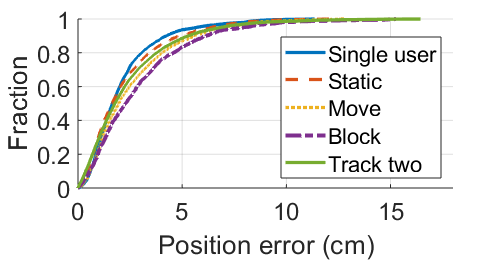 1
0.8
0.6
0.4
0.2
0
Fraction
Single user
Static
Move
Block
Track two
0 5 10 15
Position error (cm)